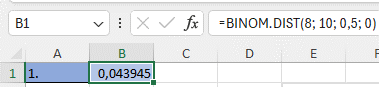 B1 fx =BINOM.DIST(8; 10; 0,5; 0)
A B C D E F
1 1. 0,043945